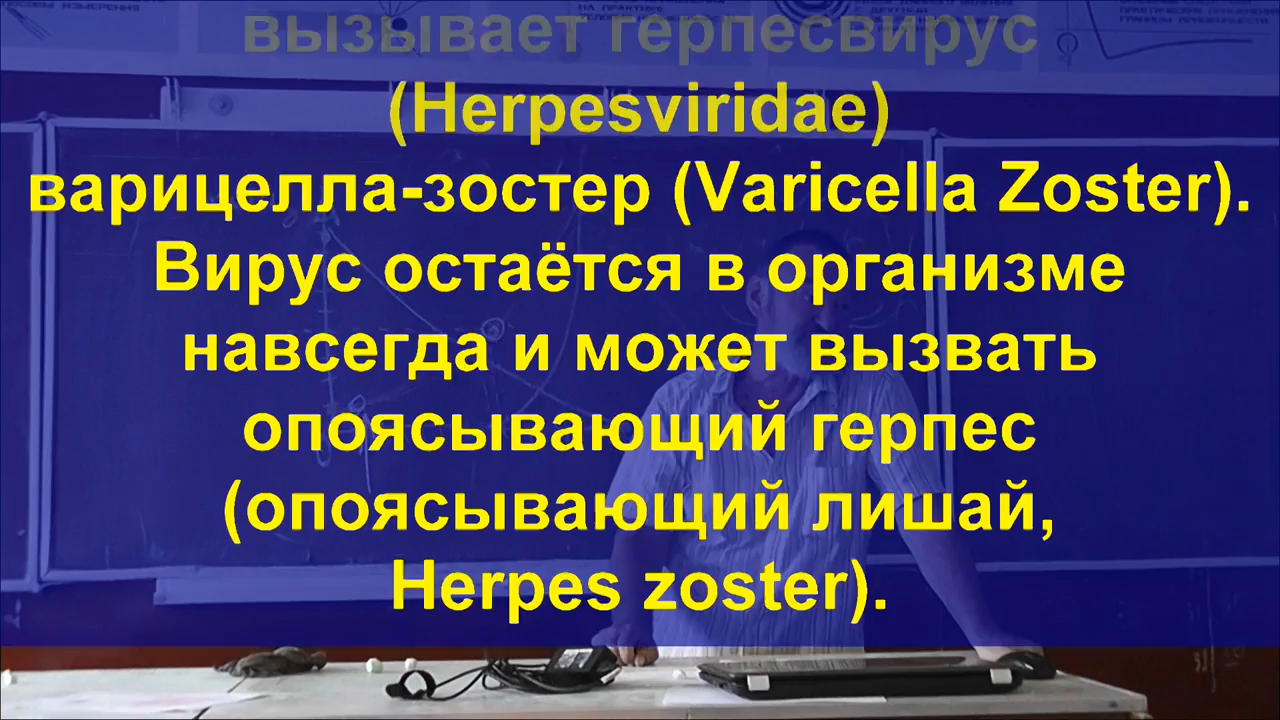 вызывает герпесвирус
(Herpesviridae)
варицелла-зостер (Varicella Zoster).
Вирус остаётся в организме
навсегда и может вызвать
опоясывающий герпес
(опоясывающий лишай,
Herpes zoster).